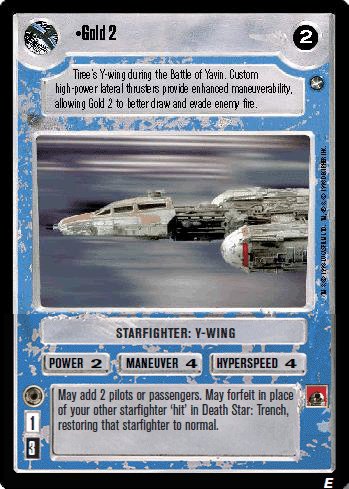 •Gold 2
2
Tiree's Y-wing during the Battle of Yavin. Custom
high-power lateral thrusters provide enhanced maneuverability,
allowing Gold 2 to better draw and evade enemy fire.
STARFIGHTER: Y-WING
POWER 2 MANEUVER 4 HYPERSPEED 4
May add 2 pilots or passengers. May forfeit in place
of your other starfighter 'hit' in Death Star: Trench,
restoring that starfighter to normal.
1
3
E